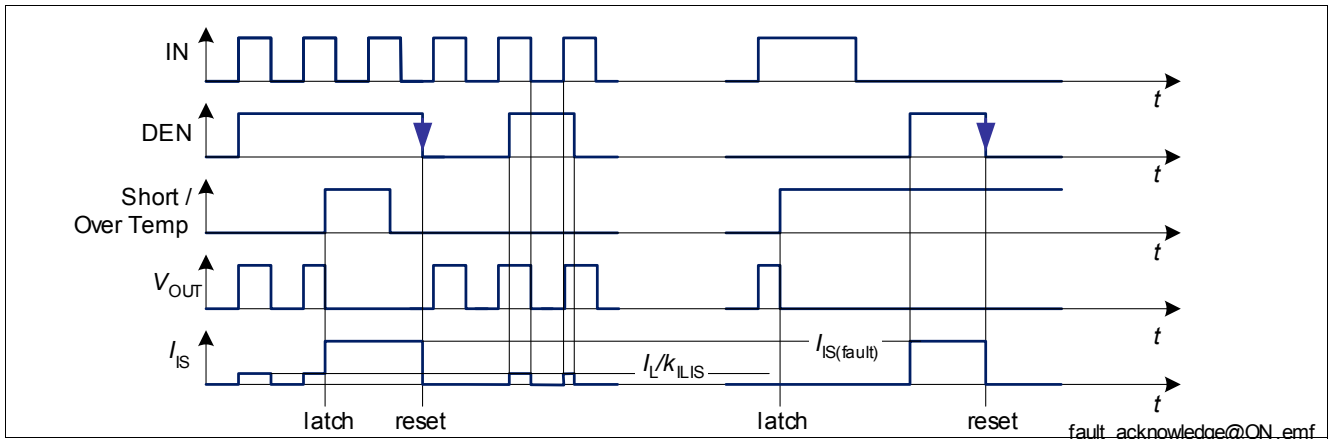 IN
t
DEN
t
Short /
Over Temp
t
VOUT
t
IIS
IL/kILIS
IIS(fault)
t
latch reset latch reset
fault_acknowledge@ON.emf